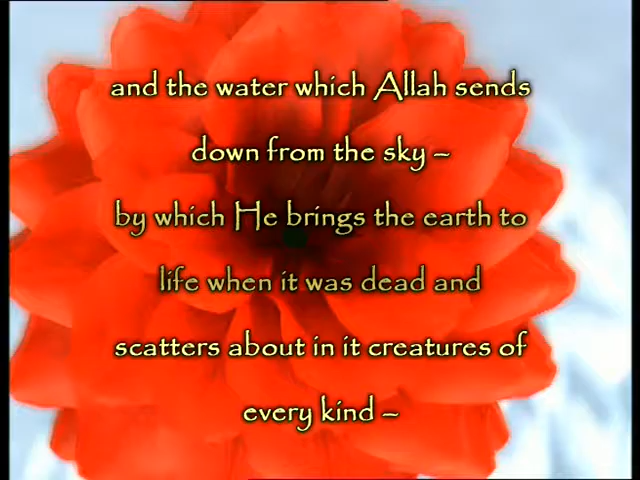 and the water which Allah sends
down from the sky –
by which He brings the earth to
life when it was dead and
scatters about in it creatures of
every kind –